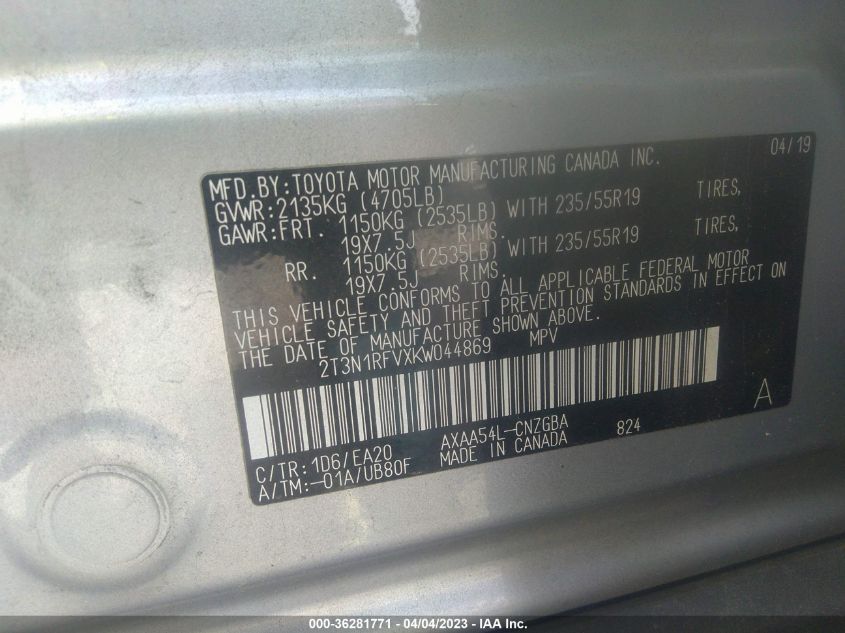 MFD.BY:TOYOTA MOTOR MANUFACTURING CANADA INC. 04/19
GVWR:2135KG (4705LB)
GAWR:FRT. 1150KG (2535LB) WITH 235/55R19 TIRES,
19X7.5J RIMS.
RR. 1150KG (2535LB) WITH 235/55R19 TIRES,
19X7.5J RIMS.
THIS VEHICLE CONFORMS TO ALL APPLICABLE FEDERAL MOTOR
VEHICLE SAFETY AND THEFT PREVENTION STANDARDS IN EFFECT ON
THE DATE OF MANUFACTURE SHOWN ABOVE.
2T3N1RFVXKW044869 MPV
A
C/TR:1D6/EA20 AXAA54L-CNZGBA 824
A/TM:-01A/UB80F MADE IN CANADA
000-36281771 - 04/04/2023 - IAA Inc.